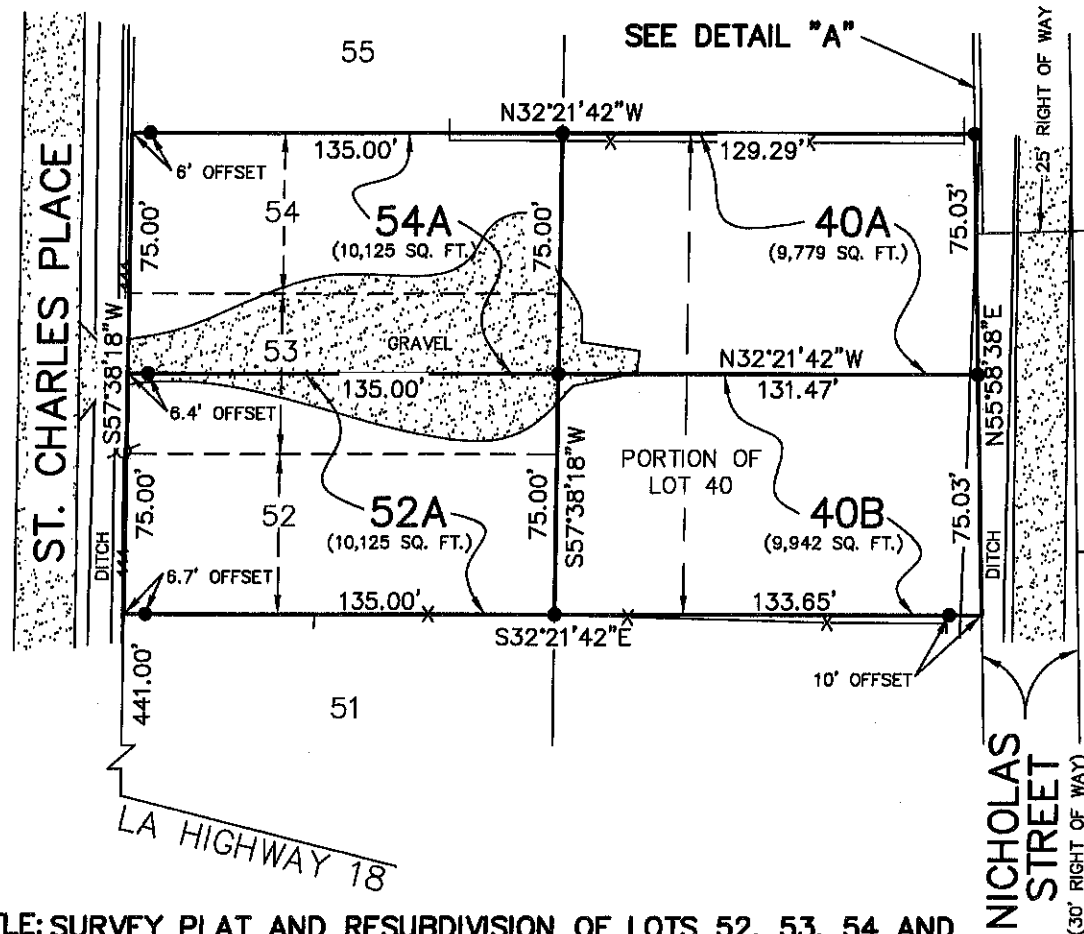 55
SEE DETAIL "A"
25' RIGHT OF WAY
N32°21'42"W
135.00'
129.29'
6' OFFSET
ST. CHARLES PLACE
75.00'
54
54A
(10,125 SQ. FT.)
75.00'
40A
(9,779 SQ. FT.)
75.03'
S57°38'18"W
53
GRAVEL
N32°21'42"W
135.00'
131.47'
N55°58'38"E
6.4' OFFSET
PORTION OF
LOT 40
75.00'
52
52A
(10,125 SQ. FT.)
75.00'
S57°38'18"W
40B
(9,942 SQ. FT.)
75.03'
DITCH
DITCH
6.7' OFFSET
135.00'
133.65'
S32°21'42"E
10' OFFSET
441.00'
51
LA HIGHWAY 18
NICHOLAS
STREET
(30' RIGHT OF WAY)
TLE: SURVEY PLAT AND RESUBDIVISION OF LOTS 52, 53, 54 AND